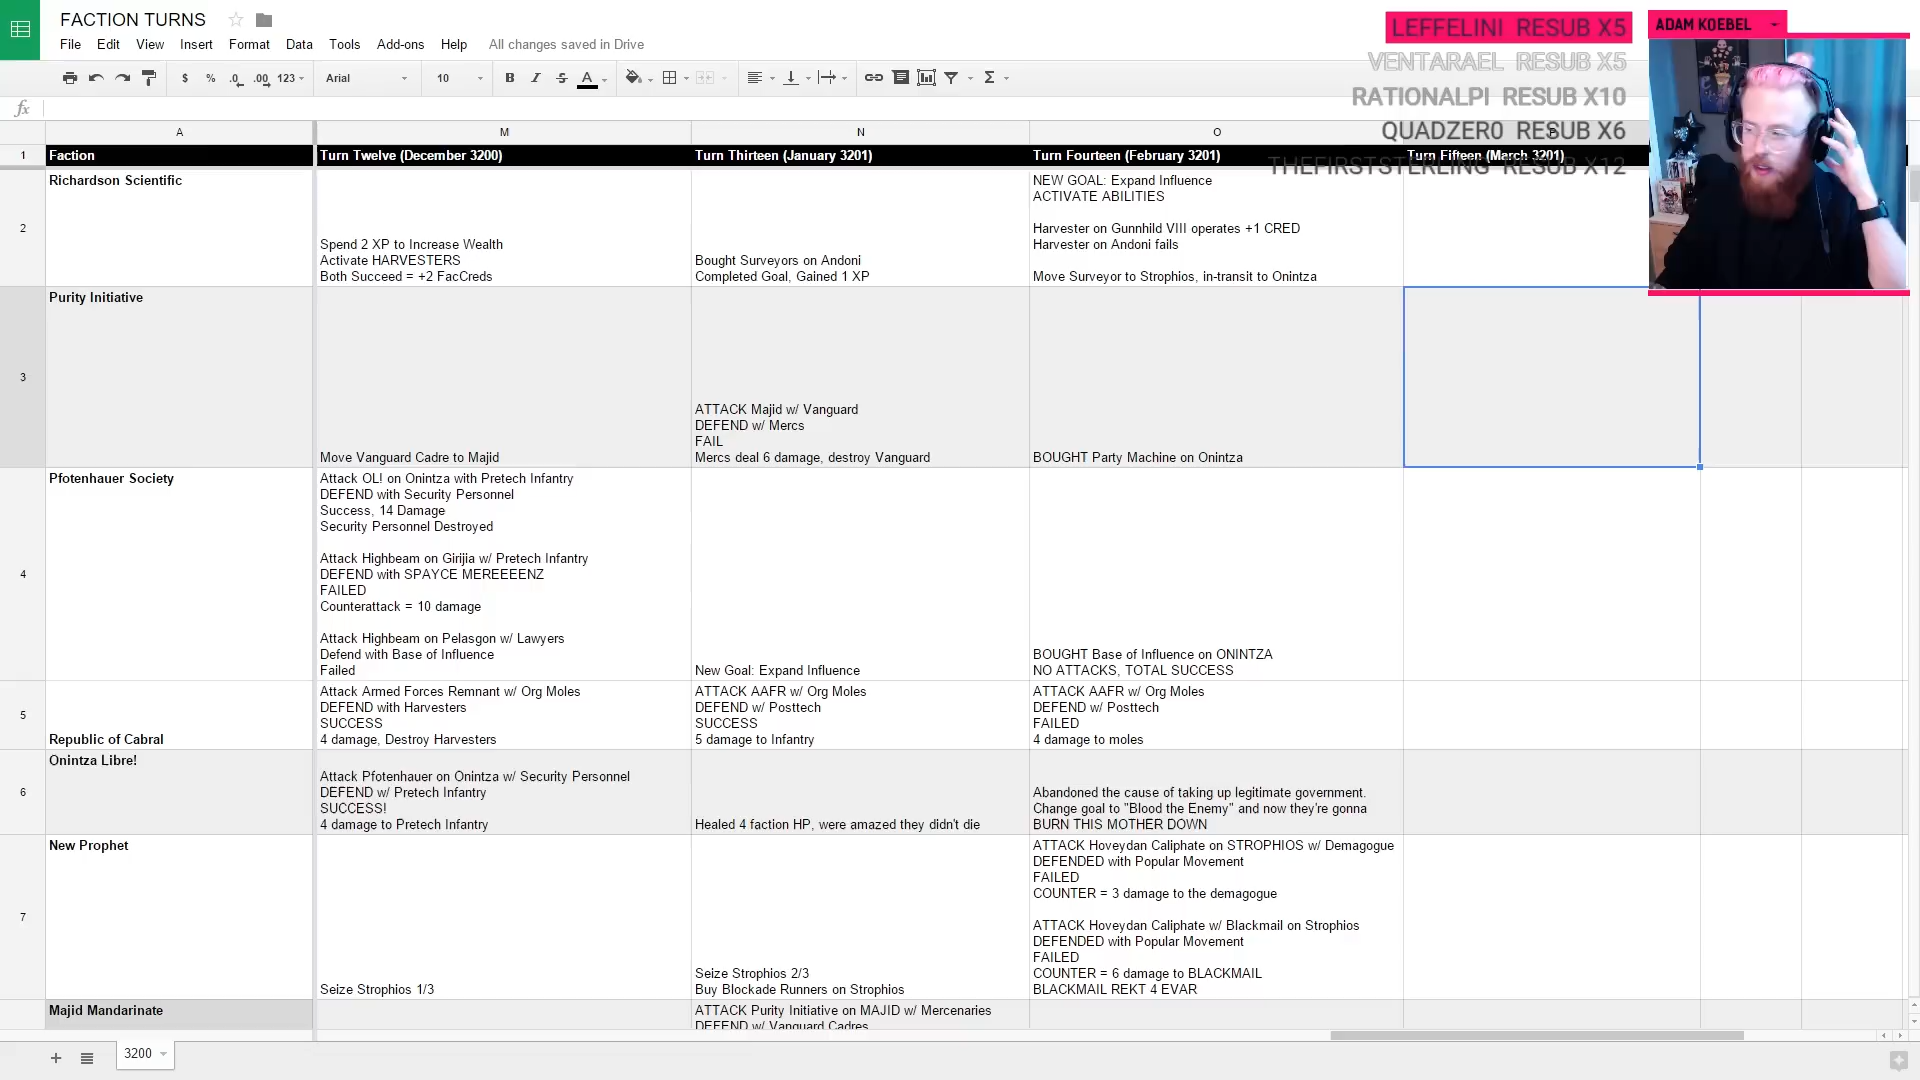 FACTION TURNS
File Edit View Insert Format Data Tools Add-ons Help All changes saved in Drive
$ % .0 .00 123 Arial 10 B I S A Σ
fx
LEFFELINI RESUB X5
VENTARAEL RESUB X5
RATIONALPI RESUB X10
QUADZER0 RESUB X6
THEFIRSTSTERLING RESUB X12
ADAM KOEBEL
A M N O
1 Faction Turn Twelve (December 3200) Turn Thirteen (January 3201) Turn Fourteen (February 3201) Turn Fifteen (March 3201)
2
Richardson Scientific
Spend 2 XP to Increase Wealth
Activate HARVESTERS
Both Succeed = +2 FacCreds
Bought Surveyors on Andoni
Completed Goal, Gained 1 XP
NEW GOAL: Expand Influence
ACTIVATE ABILITIES
Harvester on Gunnhild VIII operates +1 CRED
Harvester on Andoni fails
Move Surveyor to Strophios, in-transit to Onintza
3
Purity Initiative
Move Vanguard Cadre to Majid
ATTACK Majid w/ Vanguard
DEFEND w/ Mercs
FAIL
Mercs deal 6 damage, destroy Vanguard
BOUGHT Party Machine on Onintza
4
Pfotenhauer Society
Attack OL! on Onintza with Pretech Infantry
DEFEND with Security Personnel
Success, 14 Damage
Security Personnel Destroyed
Attack Highbeam on Girijia w/ Pretech Infantry
DEFEND with SPAYCE MEREEEENZ
FAILED
Counterattack = 10 damage
Attack Highbeam on Pelasgon w/ Lawyers
Defend with Base of Influence
Failed
New Goal: Expand Influence
BOUGHT Base of Influence on ONINTZA
NO ATTACKS, TOTAL SUCCESS
5
Republic of Cabral
Attack Armed Forces Remnant w/ Org Moles
DEFEND with Harvesters
SUCCESS
4 damage, Destroy Harvesters
ATTACK AAFR w/ Org Moles
DEFEND w/ Posttech
SUCCESS
5 damage to Infantry
ATTACK AAFR w/ Org Moles
DEFEND w/ Posttech
FAILED
4 damage to moles
6
Onintza Libre!
Attack Pfotenhauer on Onintza w/ Security Personnel
DEFEND w/ Pretech Infantry
SUCCESS!
4 damage to Pretech Infantry
Healed 4 faction HP, were amazed they didn't die
Abandoned the cause of taking up legitimate government.
Change goal to "Blood the Enemy" and now they're gonna
BURN THIS MOTHER DOWN
7
New Prophet
Seize Strophios 1/3
Seize Strophios 2/3
Buy Blockade Runners on Strophios
ATTACK Hoveydan Caliphate on STROPHIOS w/ Demagogue
DEFENDED with Popular Movement
FAILED
COUNTER = 3 damage to the demagogue
ATTACK Hoveydan Caliphate w/ Blackmail on Strophios
DEFENDED with Popular Movement
FAILED
COUNTER = 6 damage to BLACKMAIL
BLACKMAIL REKT 4 EVAR
Majid Mandarinate
ATTACK Purity Initiative on MAJID w/ Mercenaries
DEFEND w/ Vanguard Cadres
3200